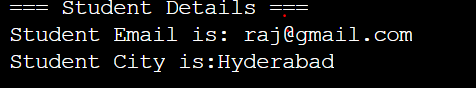 === Student Details ===
Student Email is: raj@gmail.com
Student City is:Hyderabad